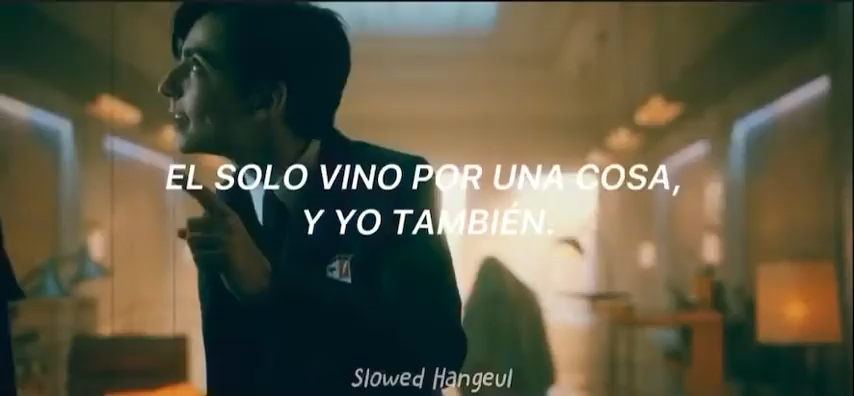 EL SOLO VINO POR UNA COSA,
Y YO TAMBIÉN.
Slowed Hangeul